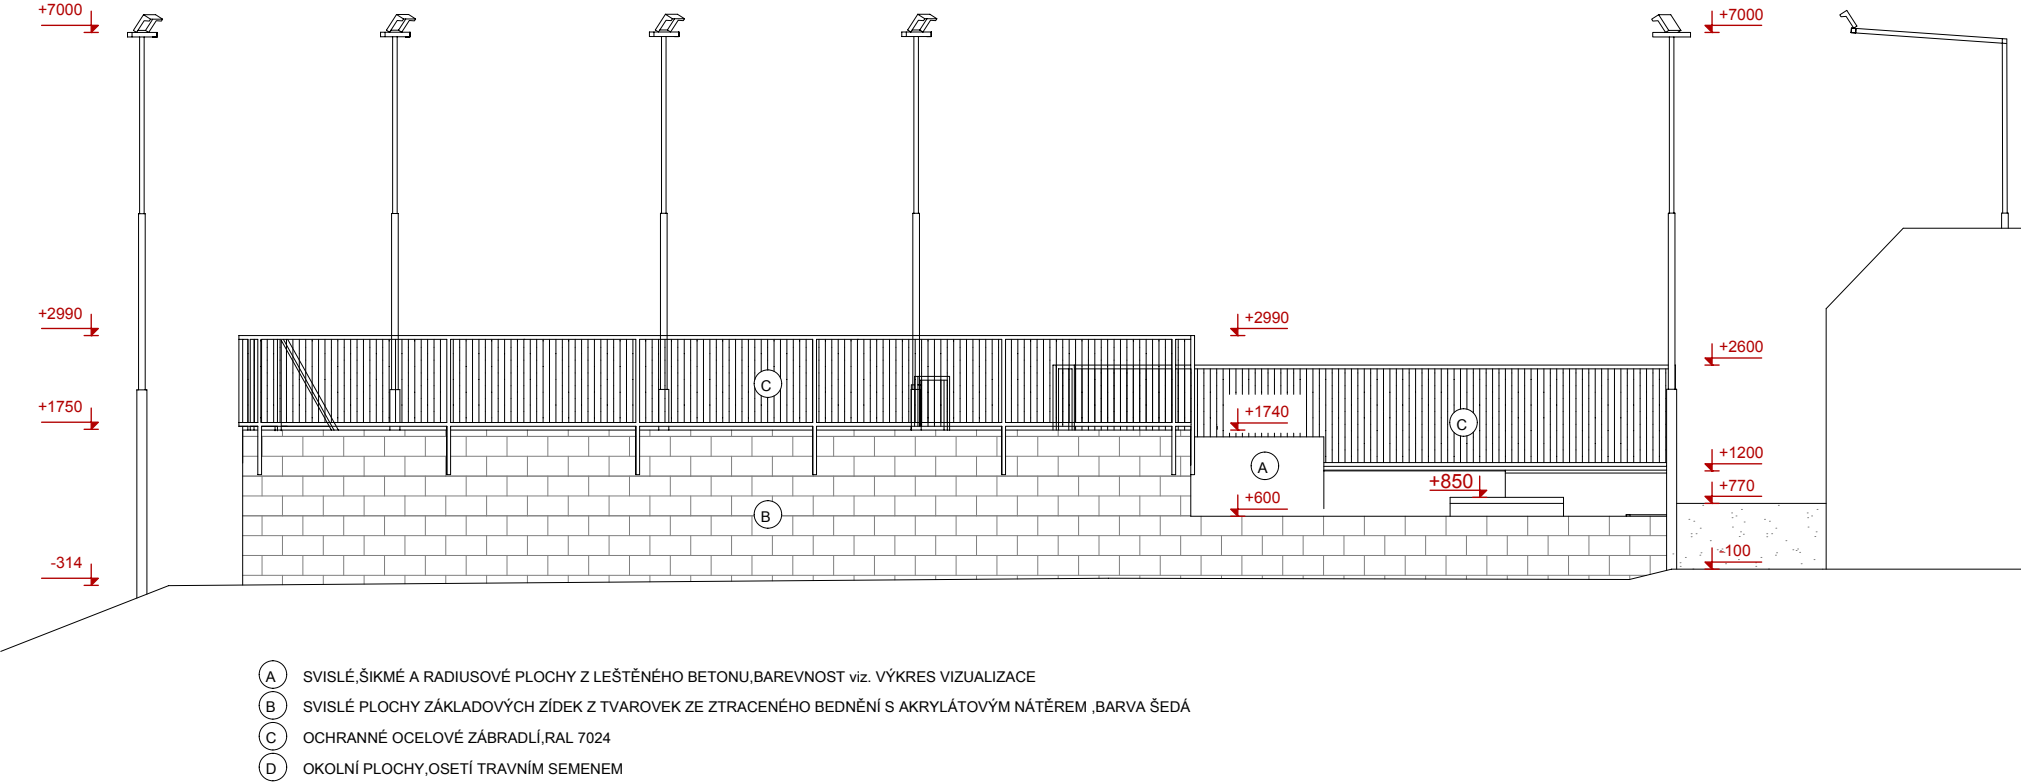 +7000
+7000
+2990
+2990
+2600
+1750
+1740
C
C
+1200
A
+850
+770
+600
B
-314
-100
A SVISLÉ,ŠIKMÉ A RADIUSOVÉ PLOCHY Z LEŠTĚNÉHO BETONU,BAREVNOST viz. VÝKRES VIZUALIZACE
B SVISLÉ PLOCHY ZÁKLADOVÝCH ZÍDEK Z TVAROVEK ZE ZTRACENÉHO BEDNĚNÍ S AKRYLÁTOVÝM NÁTĚREM ,BARVA ŠEDÁ
C OCHRANNÉ OCELOVÉ ZÁBRADLÍ,RAL 7024
D OKOLNÍ PLOCHY,OSETÍ TRAVNÍM SEMENEM